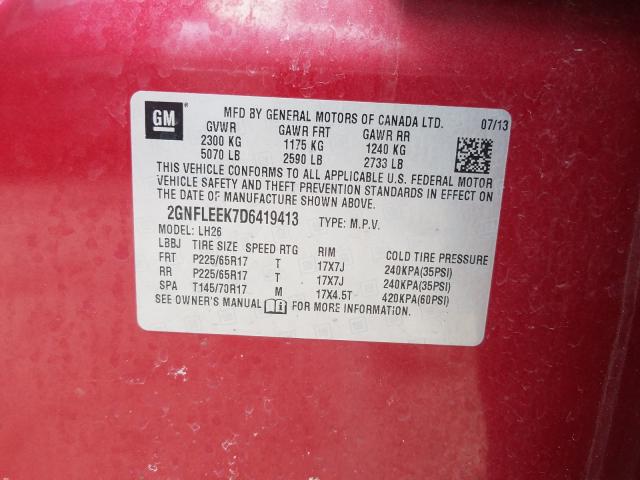 GM
MFD BY GENERAL MOTORS OF CANADA LTD. 07/13
GVWR GAWR FRT GAWR RR
2300 KG 1175 KG 1240 KG
5070 LB 2590 LB 2733 LB
THIS VEHICLE CONFORMS TO ALL APPLICABLE U.S. FEDERAL MOTOR
VEHICLE SAFETY AND THEFT PREVENTION STANDARDS IN EFFECT ON
THE DATE OF MANUFACTURE SHOWN ABOVE.
2GNFLEEK7D6419413 TYPE: M.P.V.
MODEL: LH26
LBBJ TIRE SIZE SPEED RTG RIM COLD TIRE PRESSURE
FRT P225/65R17 T 17X7J 240KPA(35PSI)
RR P225/65R17 T 17X7J 240KPA(35PSI)
SPA T145/70R17 M 17X4.5T 420KPA(60PSI)
SEE OWNER'S MANUAL FOR MORE INFORMATION.